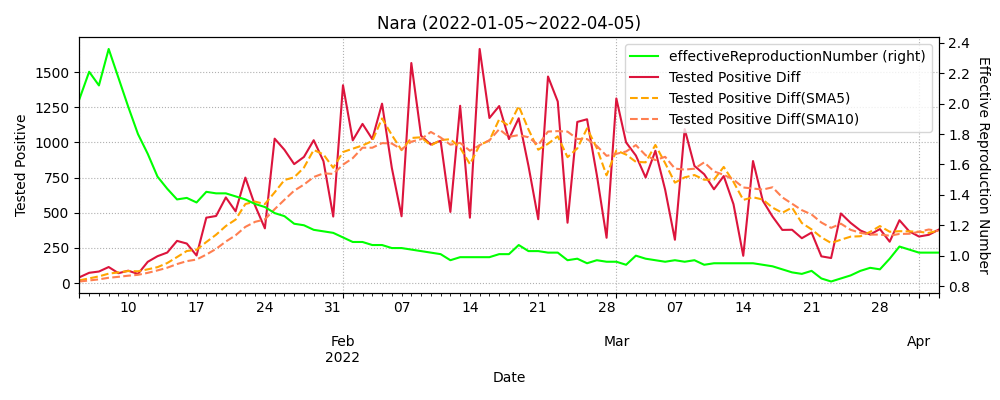 Nara (2022-01-05~2022-04-05)
effectiveReproductionNumber (right)
Tested Positive Diff
Tested Positive Diff(SMA5)
Tested Positive Diff(SMA10)
Tested Positive
1500
1250
1000
750
500
250
0
2.4
2.2
2.0
1.8
1.6
1.4
1.2
1.0
0.8
Effective Reproduction Number
10 17 24 31 07 14 21 28 07 14 21 28
Feb Mar Apr
2022
Date